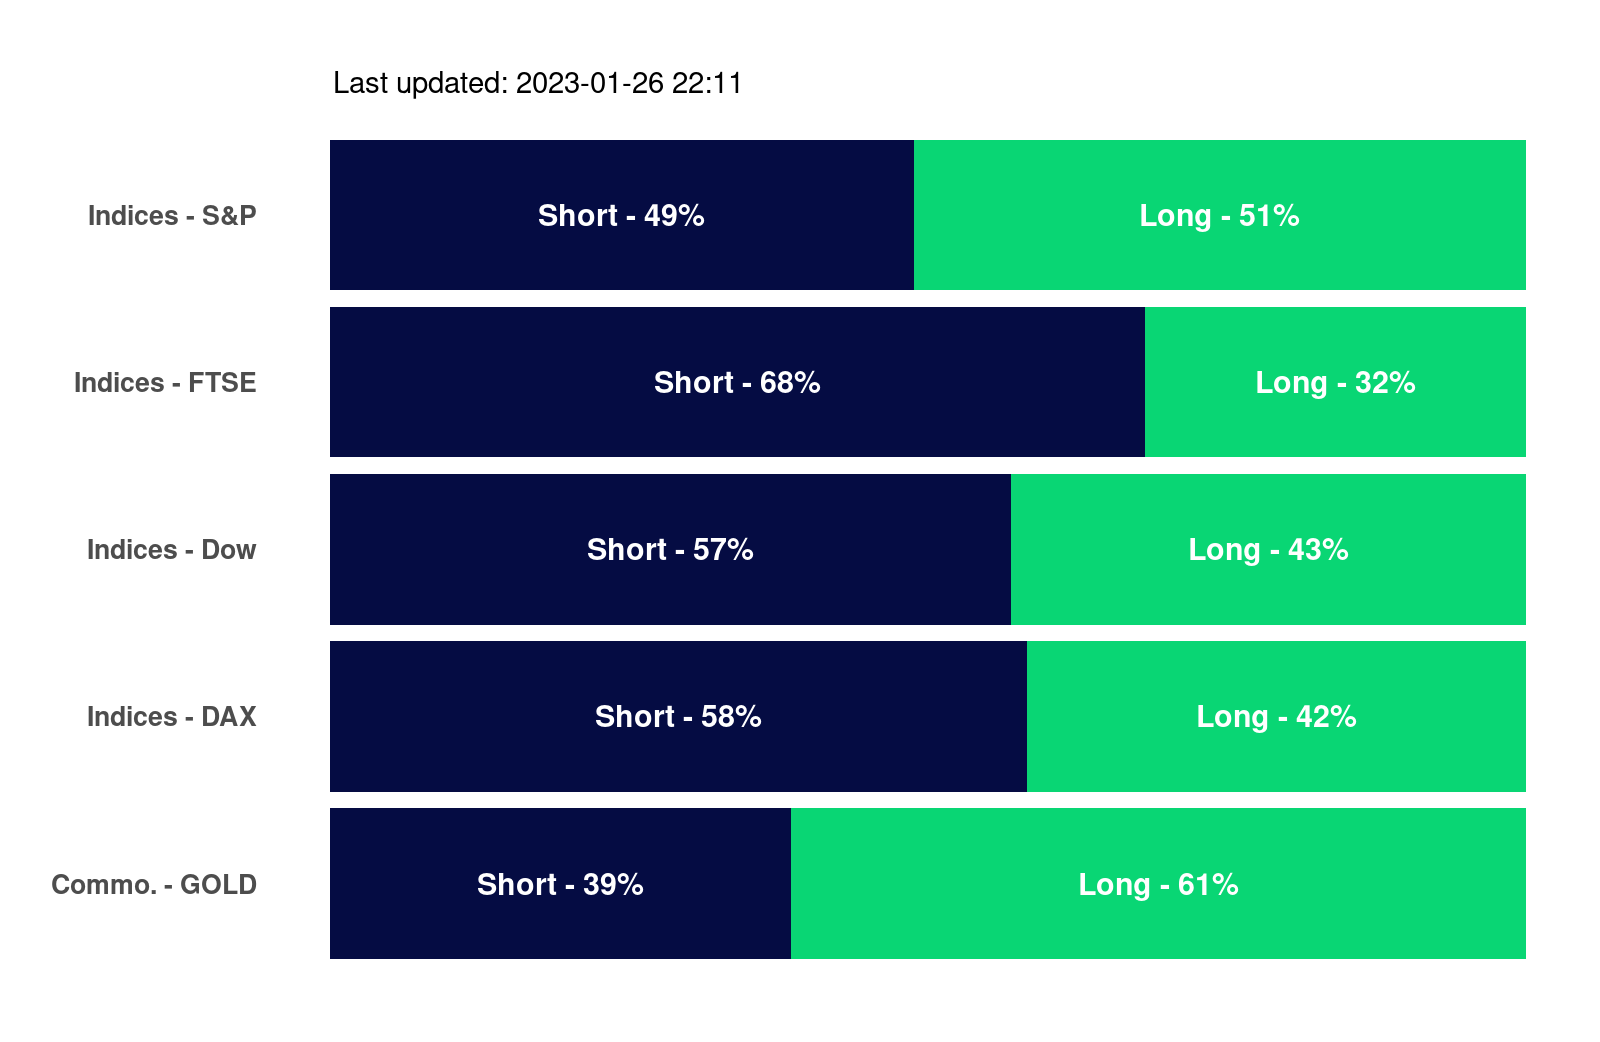 Last updated: 2023-01-26 22:11
Indices - S&P Short - 49% Long - 51%
Indices - FTSE Short - 68% Long - 32%
Indices - Dow Short - 57% Long - 43%
Indices - DAX Short - 58% Long - 42%
Commo. - GOLD Short - 39% Long - 61%